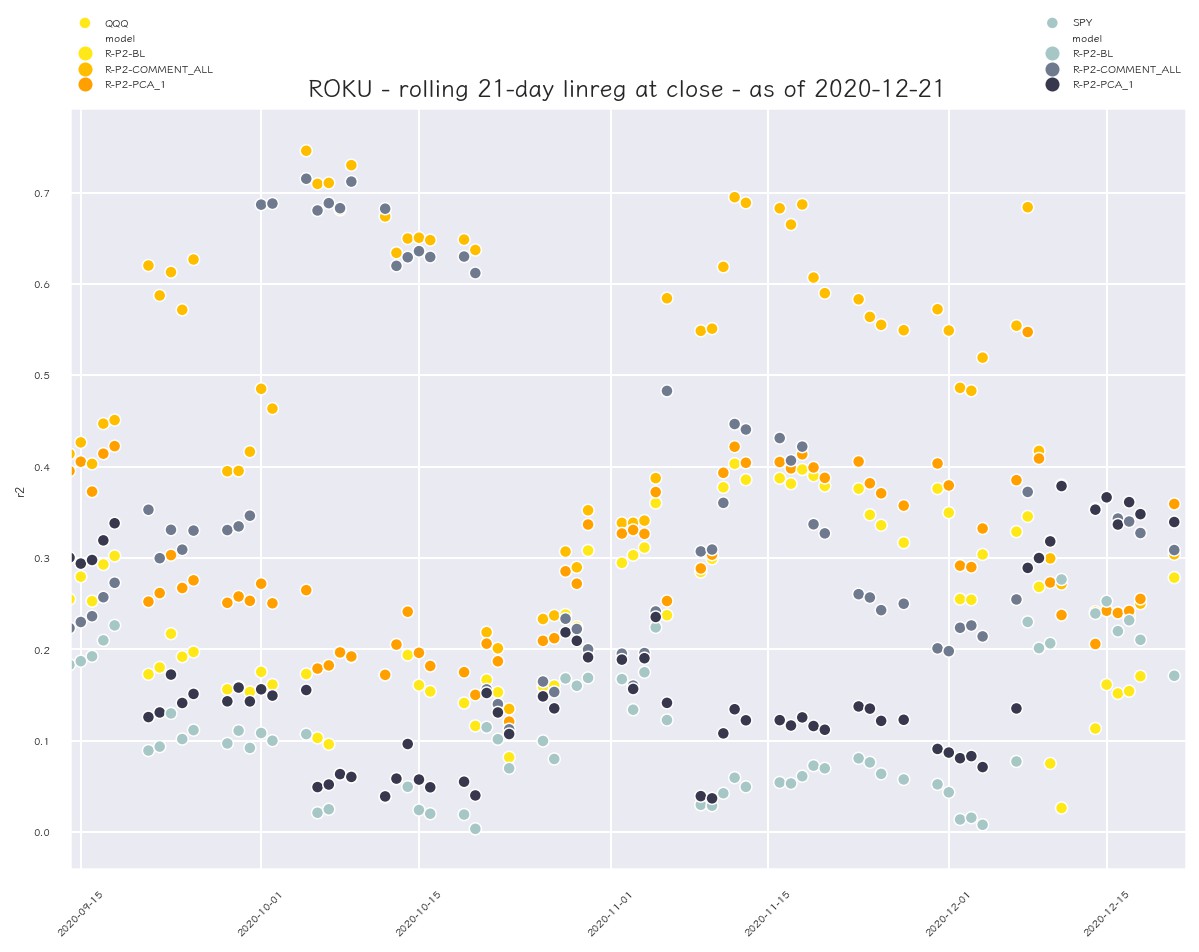 QQQ
model
R-P2-BL
R-P2-COMMENT_ALL
R-P2-PCA_1
SPY
model
R-P2-BL
R-P2-COMMENT_ALL
R-P2-PCA_1
ROKU - rolling 21-day linreg at close - as of 2020-12-21
r2
0.7
0.6
0.5
0.4
0.3
0.2
0.1
0.0
2020-09-15
2020-10-01
2020-10-15
2020-11-01
2020-11-15
2020-12-01
2020-12-15